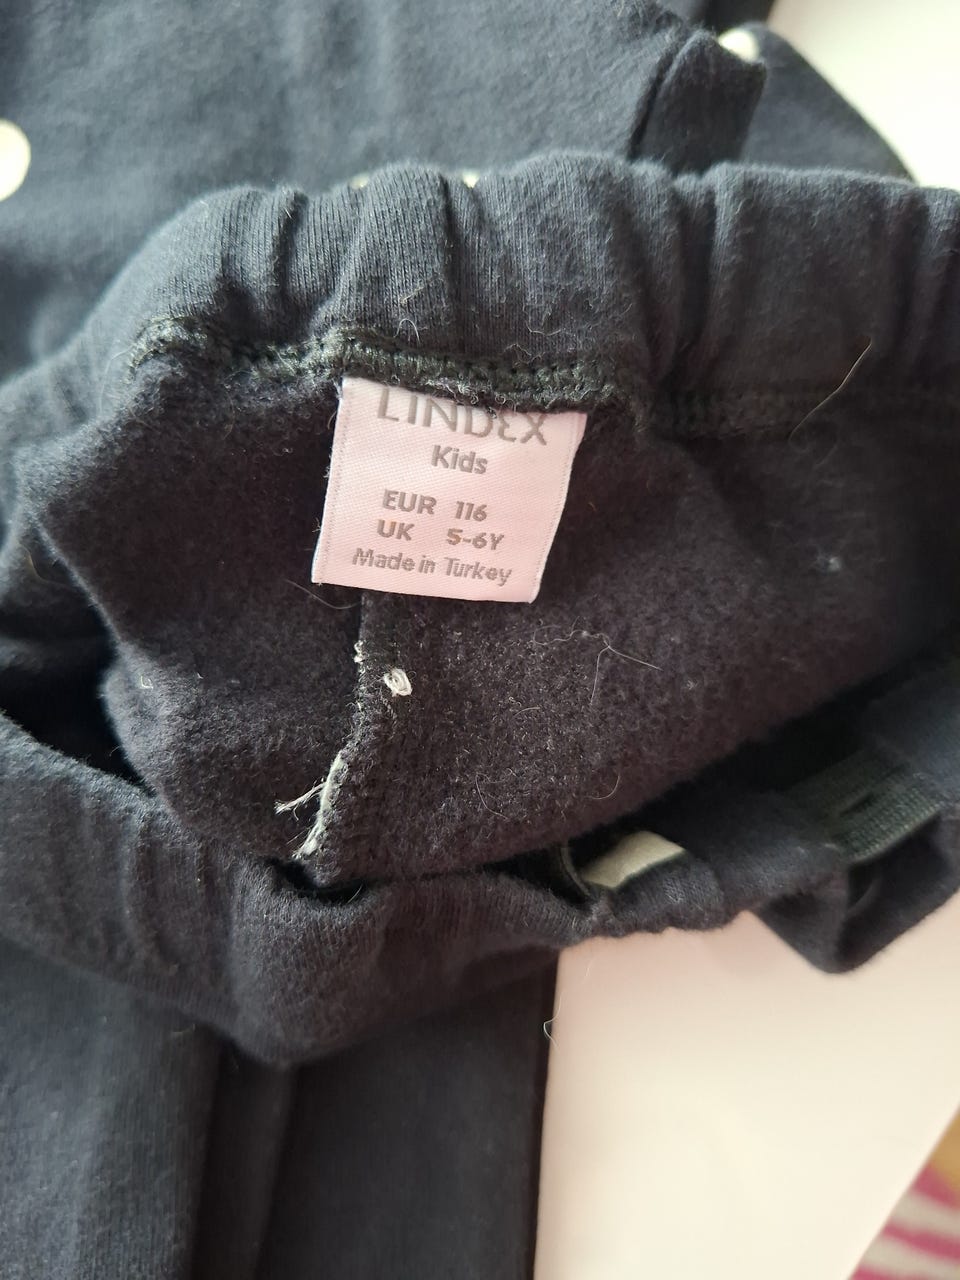 LINDEX
Kids
EUR 116
UK 5-6Y
Made in Turkey